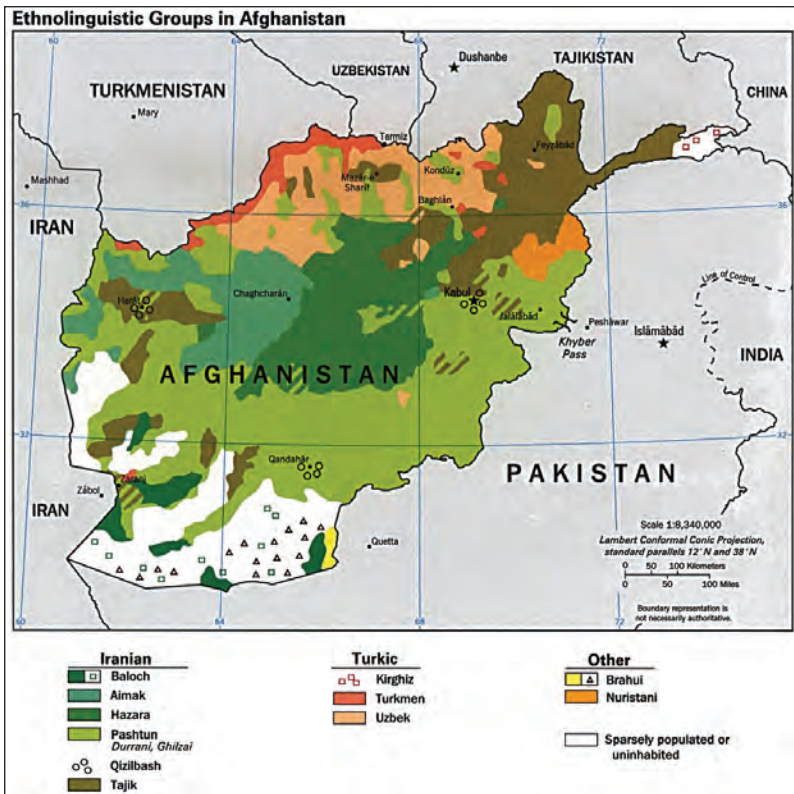 Ethnolinguistic Groups in Afghanistan
60
64
72
Dushanbe
UZBEKISTAN
TAJIKISTAN
TURKMENISTAN
CHINA
Mary
Termiz
Feyzābād
Mashhad
Mazār-e
Sharif
Kondūz
Baghlān
36
36
IRAN
Line of Control
Herāt
Chaghcharān
Kabul
Jalālābād
Peshāwar
Islāmābād
Khyber
Pass
INDIA
AFGHANISTAN
32
32
Qandahār
PAKISTAN
Zābol
Zaranj
IRAN
Quetta
Scale 1:8,340,000
Lambert Conformal Conic Projection,
standard parallels 12° N and 38° N
0 50 100 Kilometers
0 50 100 Miles
Boundary representation is
not necessarily authoritative.
60
64
68
72
Iranian
Baloch
Aimak
Hazara
Pashtun
Durrani, Ghilzai
Qizilbash
Tajik
Turkic
Kirghiz
Turkmen
Uzbek
Other
Brahui
Nuristani
Sparsely populated or
uninhabited